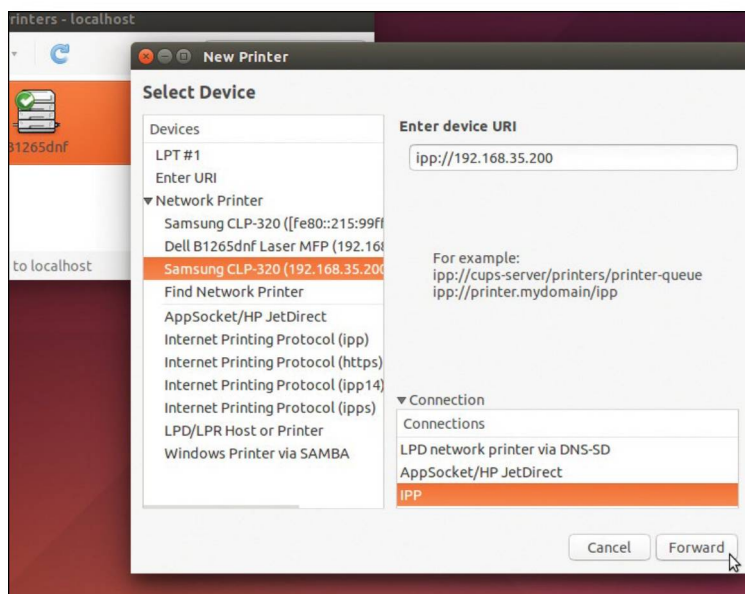 rinters - localhost
B1265dnf
to localhost
New Printer
Select Device
Devices
LPT #1
Enter URI
Network Printer
Samsung CLP-320 ([fe80::215:99ff
Dell B1265dnf Laser MFP (192.168
Samsung CLP-320 (192.168.35.200
Find Network Printer
AppSocket/HP JetDirect
Internet Printing Protocol (ipp)
Internet Printing Protocol (https)
Internet Printing Protocol (ipp14)
Internet Printing Protocol (ipps)
LPD/LPR Host or Printer
Windows Printer via SAMBA
Enter device URI
ipp://192.168.35.200
For example:
ipp://cups-server/printers/printer-queue
ipp://printer.mydomain/ipp
Connection
Connections
LPD network printer via DNS-SD
AppSocket/HP JetDirect
IPP
Cancel
Forward